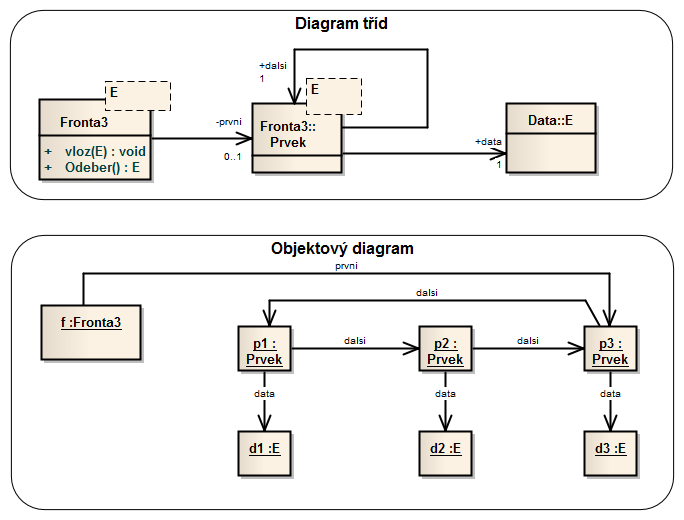 Diagram tříd
E
Fronta3
+ vloz(E) : void
+ Odeber() : E
-prvni
0..1
+dalsi
1
E
Fronta3::
Prvek
+data
1
Data::E
Objektový diagram
prvni
dalsi
f :Fronta3
p1 :
Prvek
dalsi
p2 :
Prvek
dalsi
p3 :
Prvek
data
data
data
d1 :E
d2 :E
d3 :E